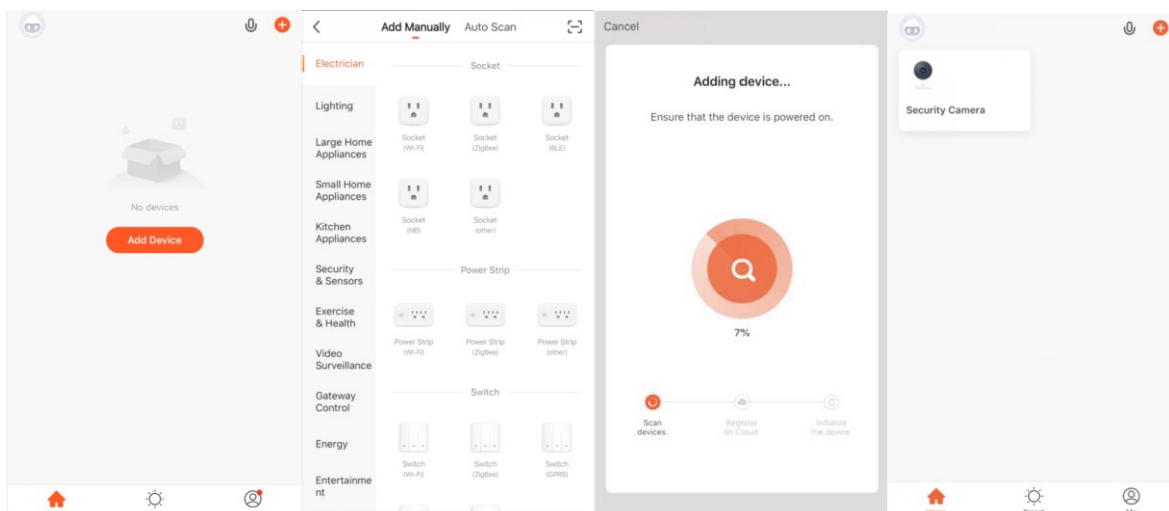 No devices
Add Device
Add Manually Auto Scan
Electrician
Lighting
Large Home
Appliances
Small Home
Appliances
Kitchen
Appliances
Security
& Sensors
Exercise
& Health
Video
Surveillance
Gateway
Control
Energy
Entertainme
nt
Socket
Socket
(Wi-Fi)
Socket
(ZigBee)
Socket
(BLE)
Socket
(NB)
Socket
(other)
Power Strip
Power Strip
(Wi-Fi)
Power Strip
(ZigBee)
Power Strip
(other)
Switch
Switch
(Wi-Fi)
Switch
(ZigBee)
Switch
(GPRS)
Cancel
Adding device...
Ensure that the device is powered on.
7%
Scan
devices.
Register
on Cloud
Initialize
the device
Security Camera